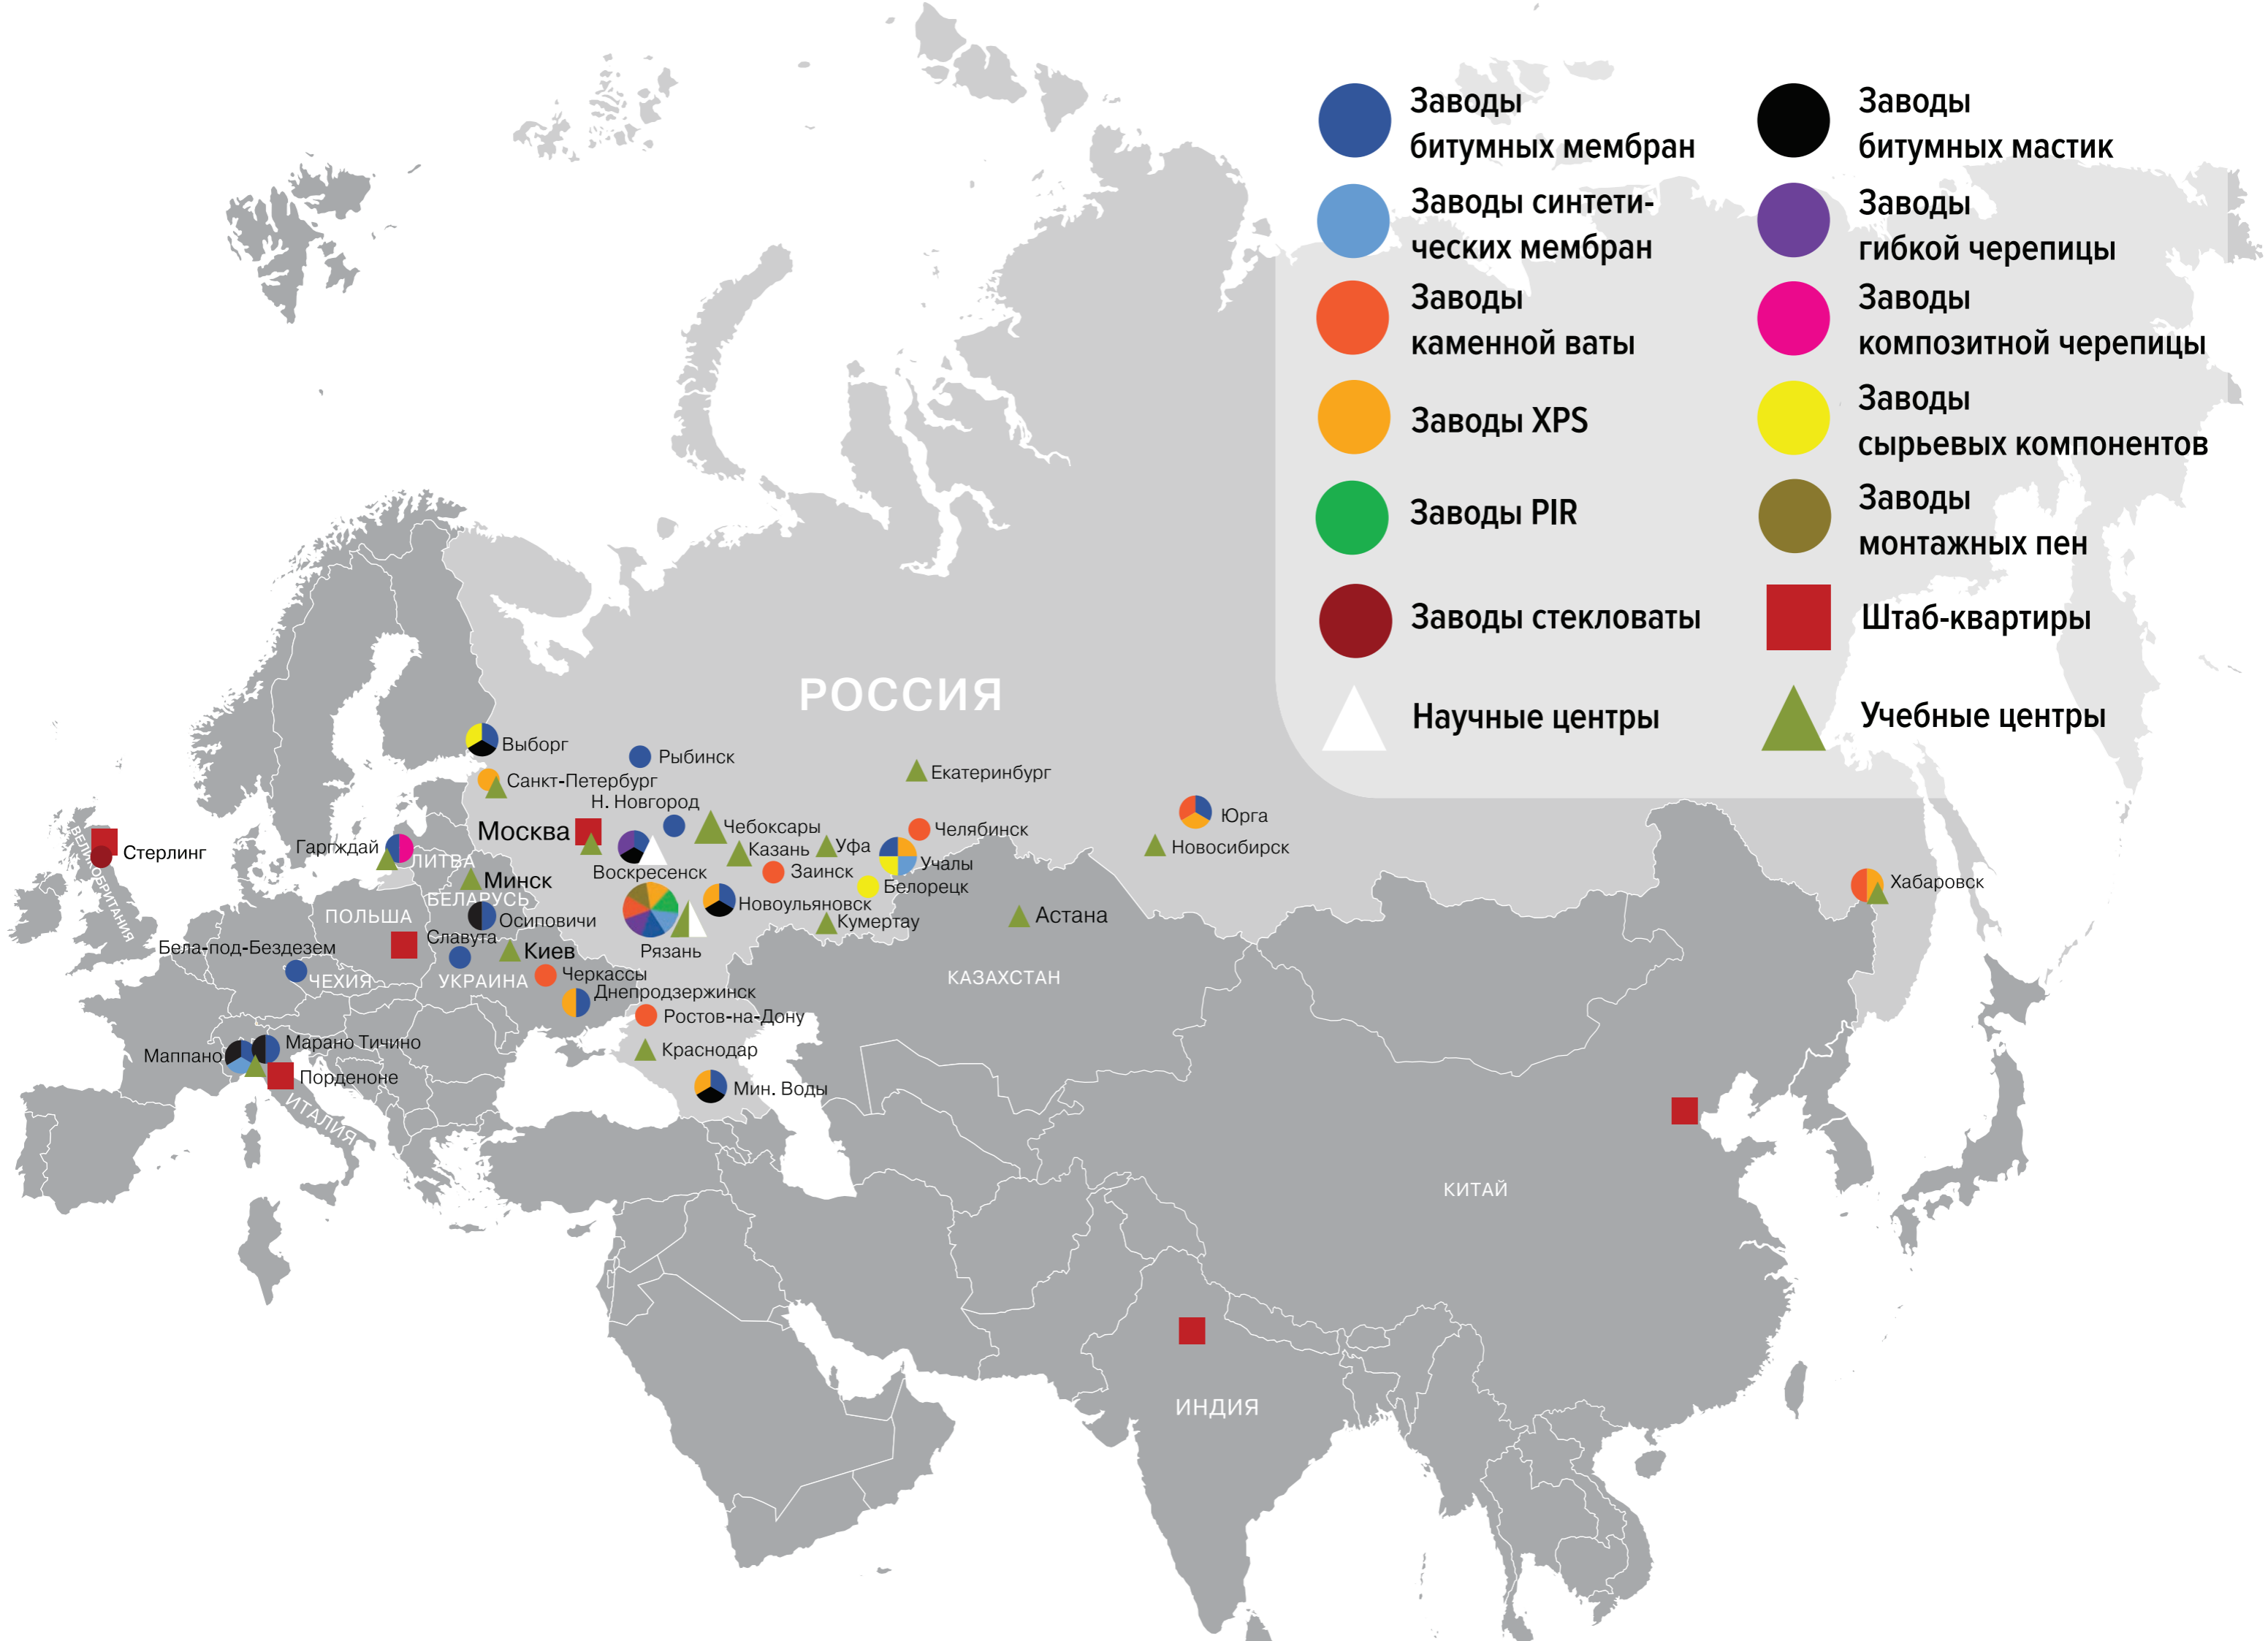 Заводы
битумных мембран
Заводы синтети-
ческих мембран
Заводы
каменной ваты
Заводы XPS
Заводы PIR
Заводы стекловаты
Научные центры
Заводы
битумных мастик
Заводы
гибкой черепицы
Заводы
композитной черепицы
Заводы
сырьевых компонентов
Заводы
монтажных пен
Штаб-квартиры
Учебные центры
РОССИЯ
Выборг
Рыбинск
Санкт-Петербург
Екатеринбург
Н. Новгород
Юрга
Москва
Чебоксары
Челябинск
ВЕЛИКОБРИТАНИЯ
Стерлинг
Гаргждай
ЛИТВА
Казань
Уфа
Новосибирск
Учалы
Воскресенск
Заинск
Минск
Белорецк
Хабаровск
БЕЛАРУСЬ
Новоульяновск
ПОЛЬША
Осиповичи
Кумертау
Астана
Славута
Бела-под-Бездезем
Киев
Рязань
ЧЕХИЯ
УКРАИНА
Черкассы
КАЗАХСТАН
Днепродзержинск
Ростов-на-Дону
Марано Тичино
Маппано
Краснодар
Порденоне
Мин. Воды
ИТАЛИЯ
КИТАЙ
ИНДИЯ